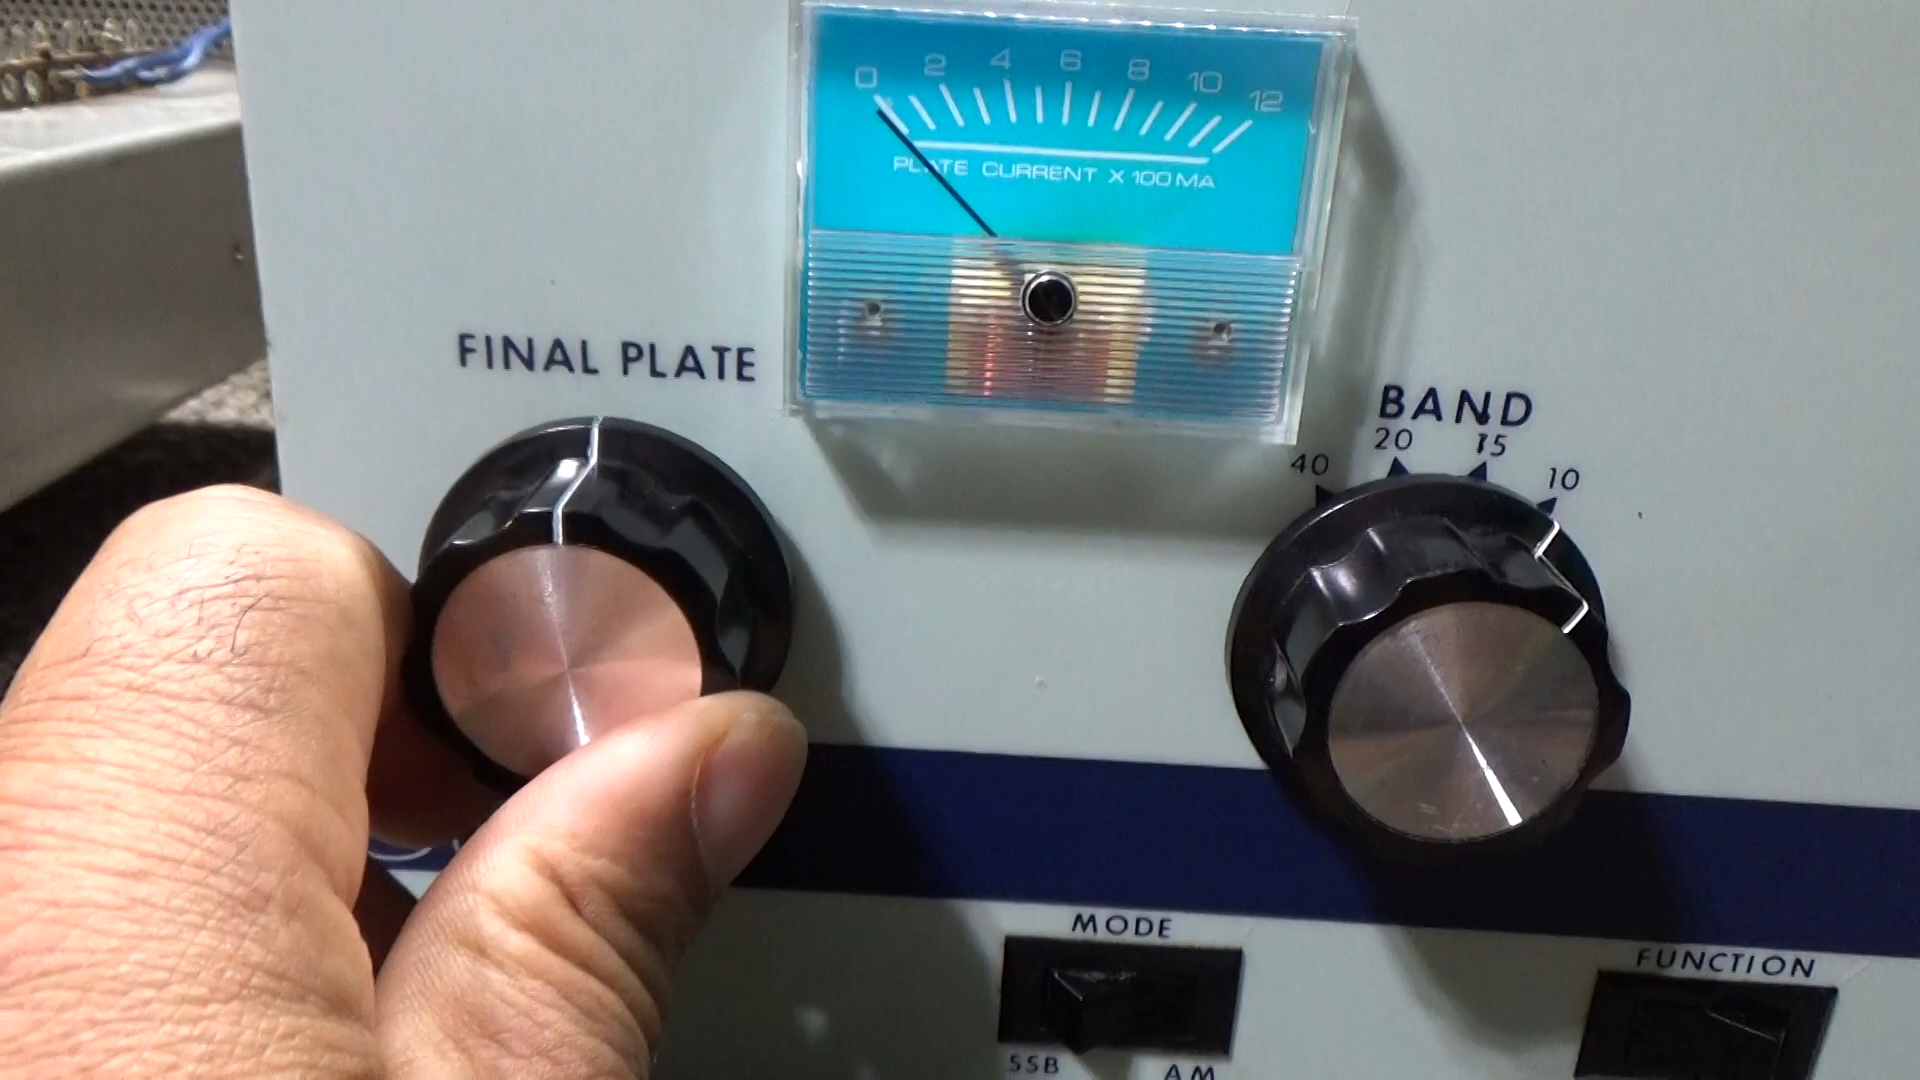 0 2 4 6 8 10 12
PLATE CURRENT X 100 MA
FINAL PLATE
BAND
40 20 15 10
MODE
SSB AM
FUNCTION